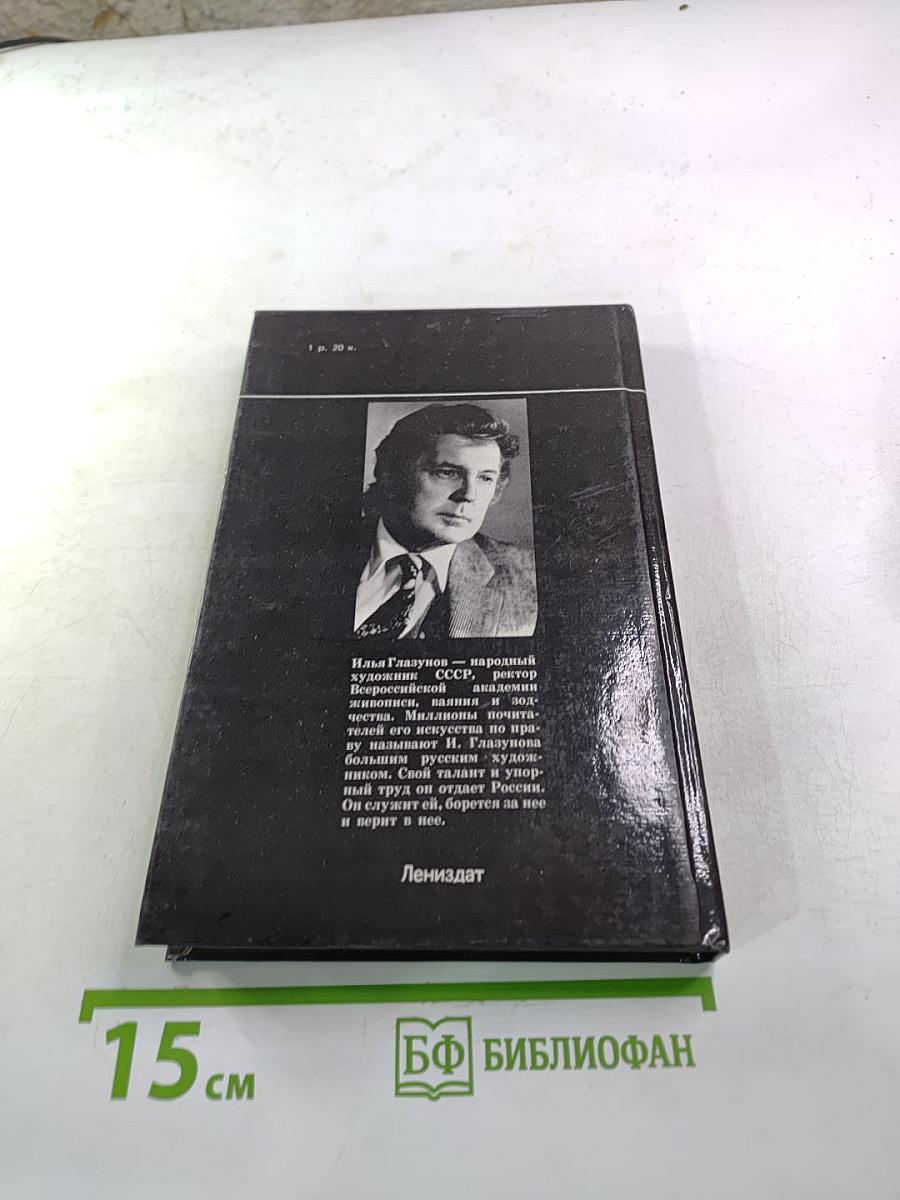 1 р. 20 к.
Илья Глазунов — народный
художник СССР, ректор
Всероссийской академии
живописи, ваяния и зод-
чества. Миллионы почита-
телей его искусства по пра-
ву называют И. Глазунова
большим русским худож-
ником. Свой талант и упор-
ный труд он отдает России.
Он служит ей, борется за нее
и верит в нее.
Лениздат
15 см
БФ БИБЛИОФАН